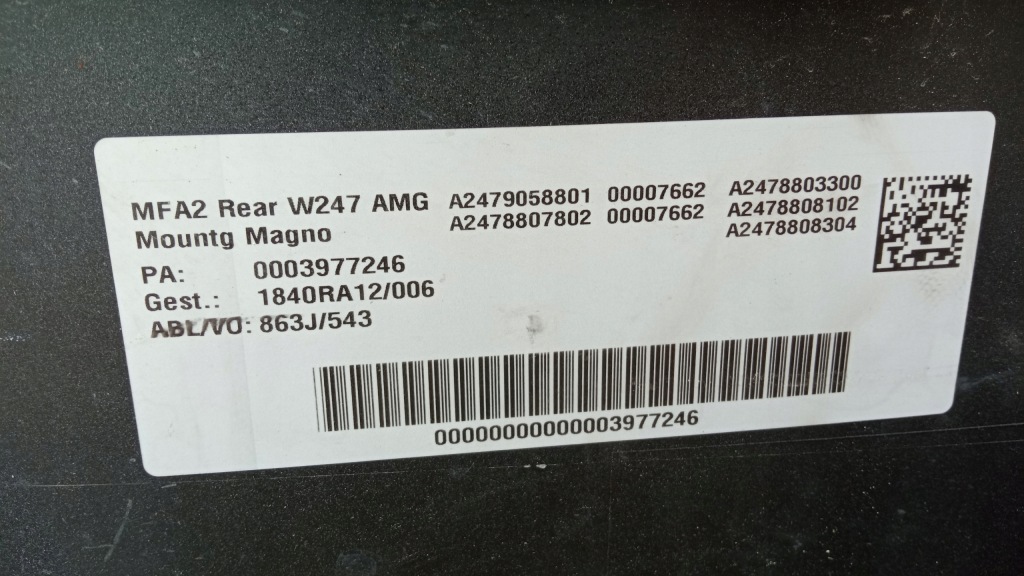 MFA2 Rear W247 AMG A2479058801 00007662 A2478803300
Mountg Magno A2478807802 00007662 A2478808102
A2478808304
PA: 0003977246
Gest.: 1840RA12/006
ABL/VO: 863J/543
00000000000003977246